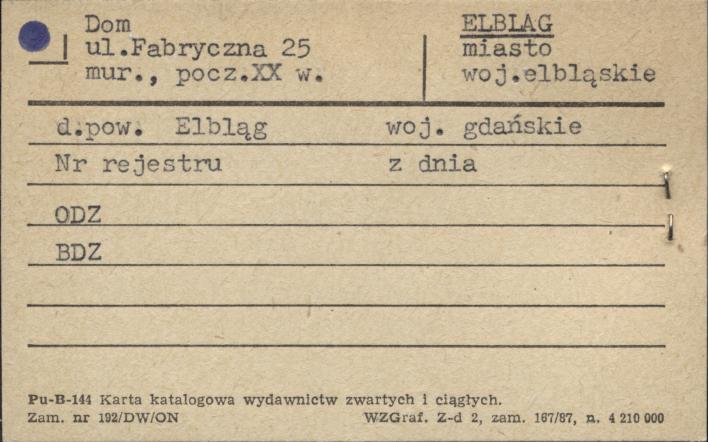 Dom
ul.Fabryczna 25
mur., pocz.XX w.
ELBLAG
miasto
woj.elbląskie
d.pow. Elbląg woj. gdańskie
Nr rejestru z dnia
ODZ
BDZ
Pu-B-144 Karta katalogowa wydawnictw zwartych i ciągłych.
Zam. nr 192/DW/ON WZGraf. Z-d 2, zam. 167/87, n. 4 210 000